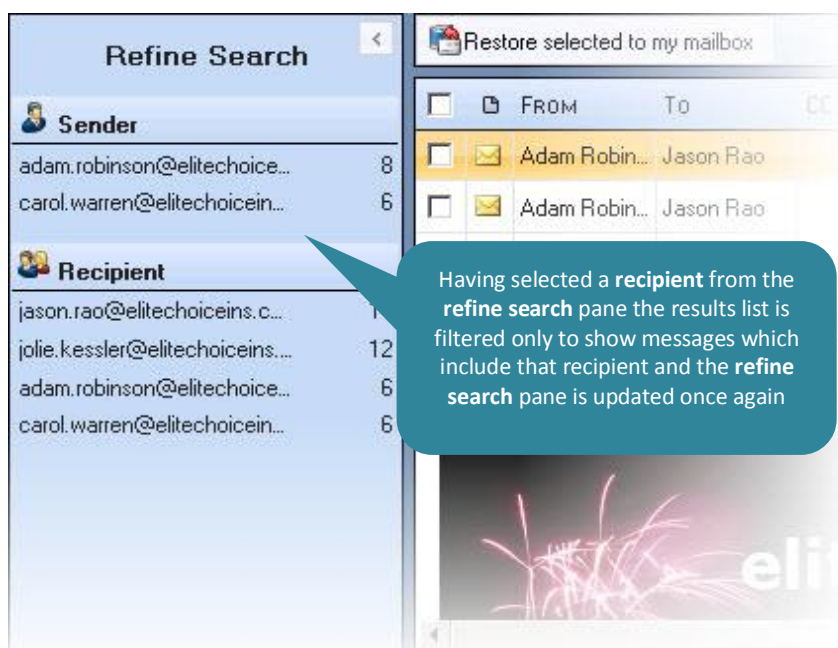 Refine Search
Sender
adam.robinson@elitechoice... 8
carol.warren@elitechoicein... 6
Recipient
jason.rao@elitechoiceins.c...
jolie.kessler@elitechoiceins.... 12
adam.robinson@elitechoice... 6
carol.warren@elitechoicein... 6
Restore selected to my mailbox
FROM TO CC
Adam Robin... Jason Rao
Adam Robin... Jason Rao
Having selected a recipient from the
refine search pane the results list is
filtered only to show messages which
include that recipient and the refine
search pane is updated once again
elit